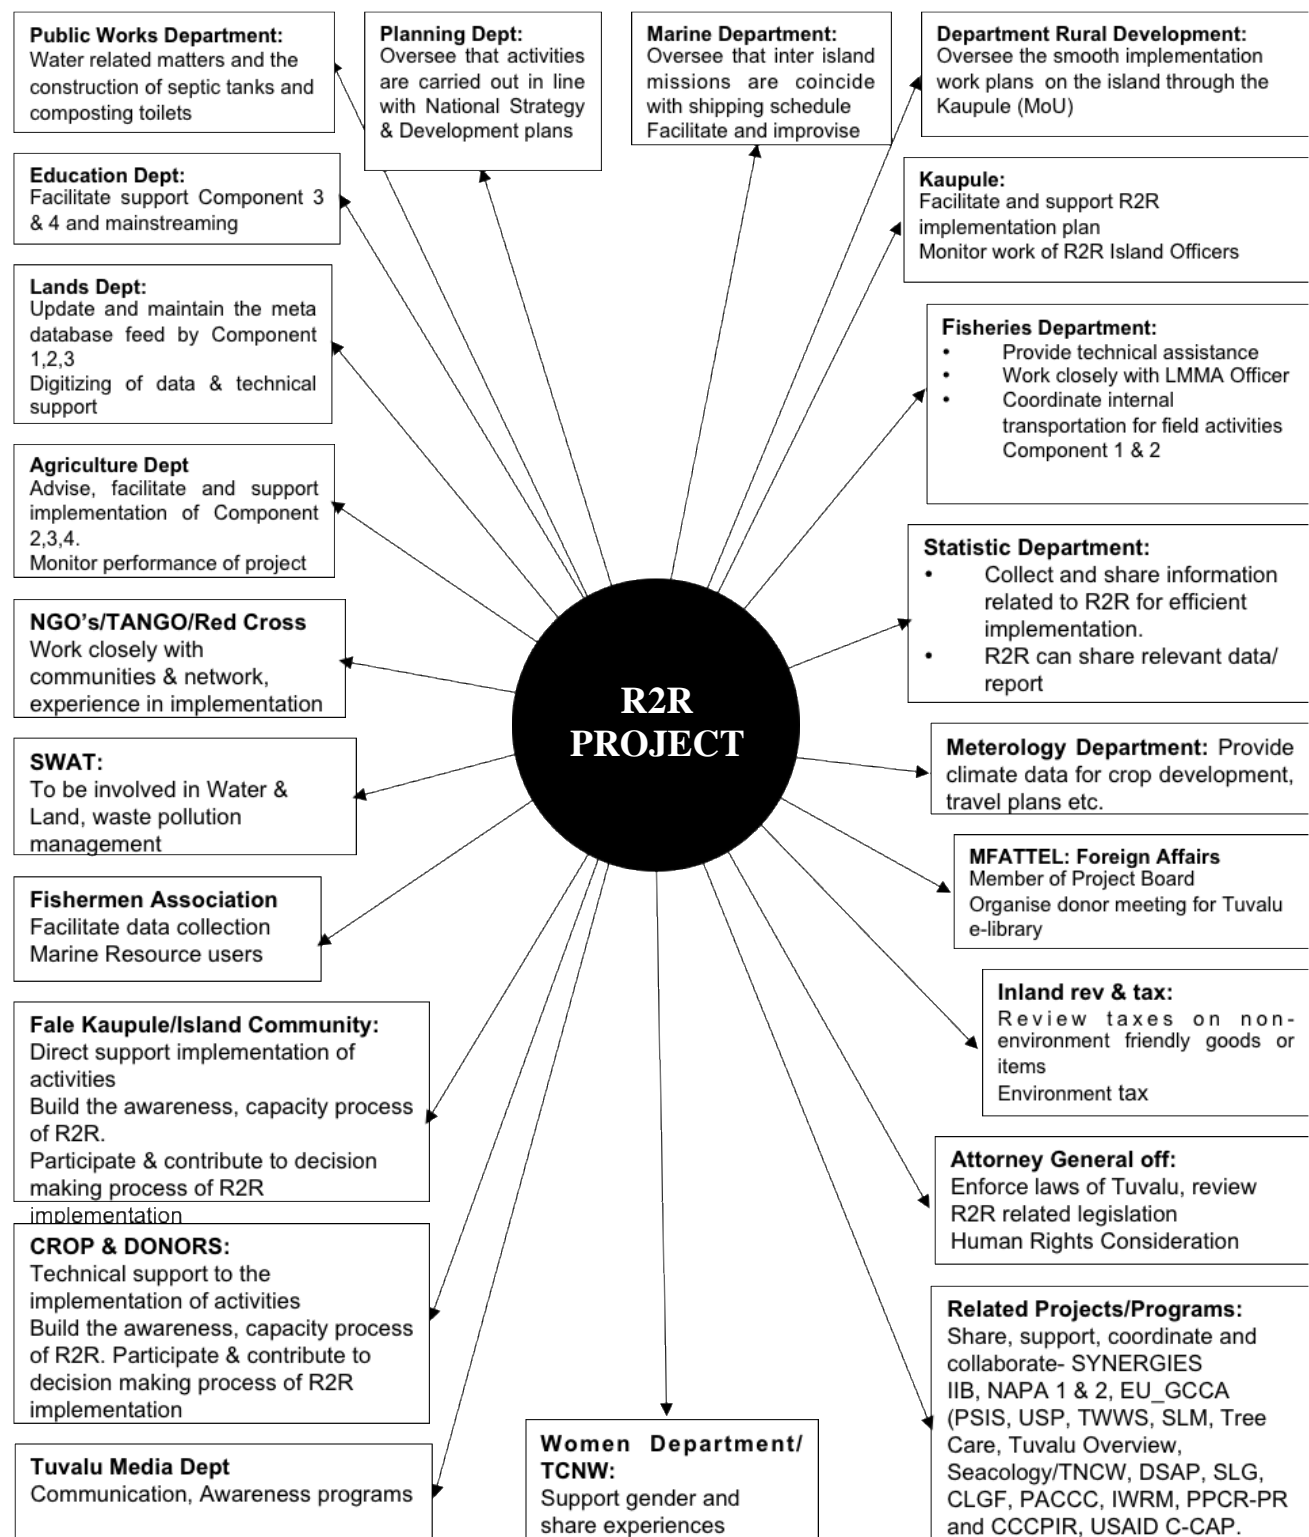 Public Works Department:
Water related matters and the
construction of septic tanks and
composting toilets
Planning Dept:
Oversee that activities
are carried out in line
with National Strategy
& Development plans
Marine Department:
Oversee that inter island
missions are coincide
with shipping schedule
Facilitate and improvise
Department Rural Development:
Oversee the smooth implementation
work plans on the island through the
Kaupule (MoU)
Education Dept:
Facilitate support Component 3
& 4 and mainstreaming
Kaupule:
Facilitate and support R2R
implementation plan
Monitor work of R2R Island Officers
Lands Dept:
Update and maintain the meta
database feed by Component
1,2,3
Digitizing of data & technical
support
Fisheries Department:
• Provide technical assistance
• Work closely with LMMA Officer
• Coordinate internal
transportation for field activities
Component 1 & 2
Agriculture Dept
Advise, facilitate and support
implementation of Component
2,3,4.
Monitor performance of project
Statistic Department:
• Collect and share information
related to R2R for efficient
implementation.
• R2R can share relevant data/
report
NGO's/TANGO/Red Cross
Work closely with
communities & network,
experience in implementation
R2R
PROJECT
SWAT:
To be involved in Water &
Land, waste pollution
management
Meterology Department: Provide
climate data for crop development,
travel plans etc.
MFATTEL: Foreign Affairs
Member of Project Board
Organise donor meeting for Tuvalu
e-library
Fishermen Association
Facilitate data collection
Marine Resource users
Inland rev & tax:
Review taxes on non-
environment friendly goods or
items
Environment tax
Fale Kaupule/Island Community:
Direct support implementation of
activities
Build the awareness, capacity process
of R2R.
Participate & contribute to decision
making process of R2R
implementation
Attorney General off:
Enforce laws of Tuvalu, review
R2R related legislation
Human Rights Consideration
CROP & DONORS:
Technical support to the
implementation of activities
Build the awareness, capacity process
of R2R. Participate & contribute to
decision making process of R2R
implementation
Related Projects/Programs:
Share, support, coordinate and
collaborate- SYNERGIES
IIB, NAPA 1 & 2, EU_GCCA
(PSIS, USP, TWWS, SLM, Tree
Care, Tuvalu Overview,
Seacology/TNCW, DSAP, SLG,
CLGF, PACCC, IWRM, PPCR-PR
and CCCPIR, USAID C-CAP.
Tuvalu Media Dept
Communication, Awareness programs
Women Department/
TCNW:
Support gender and
share experiences